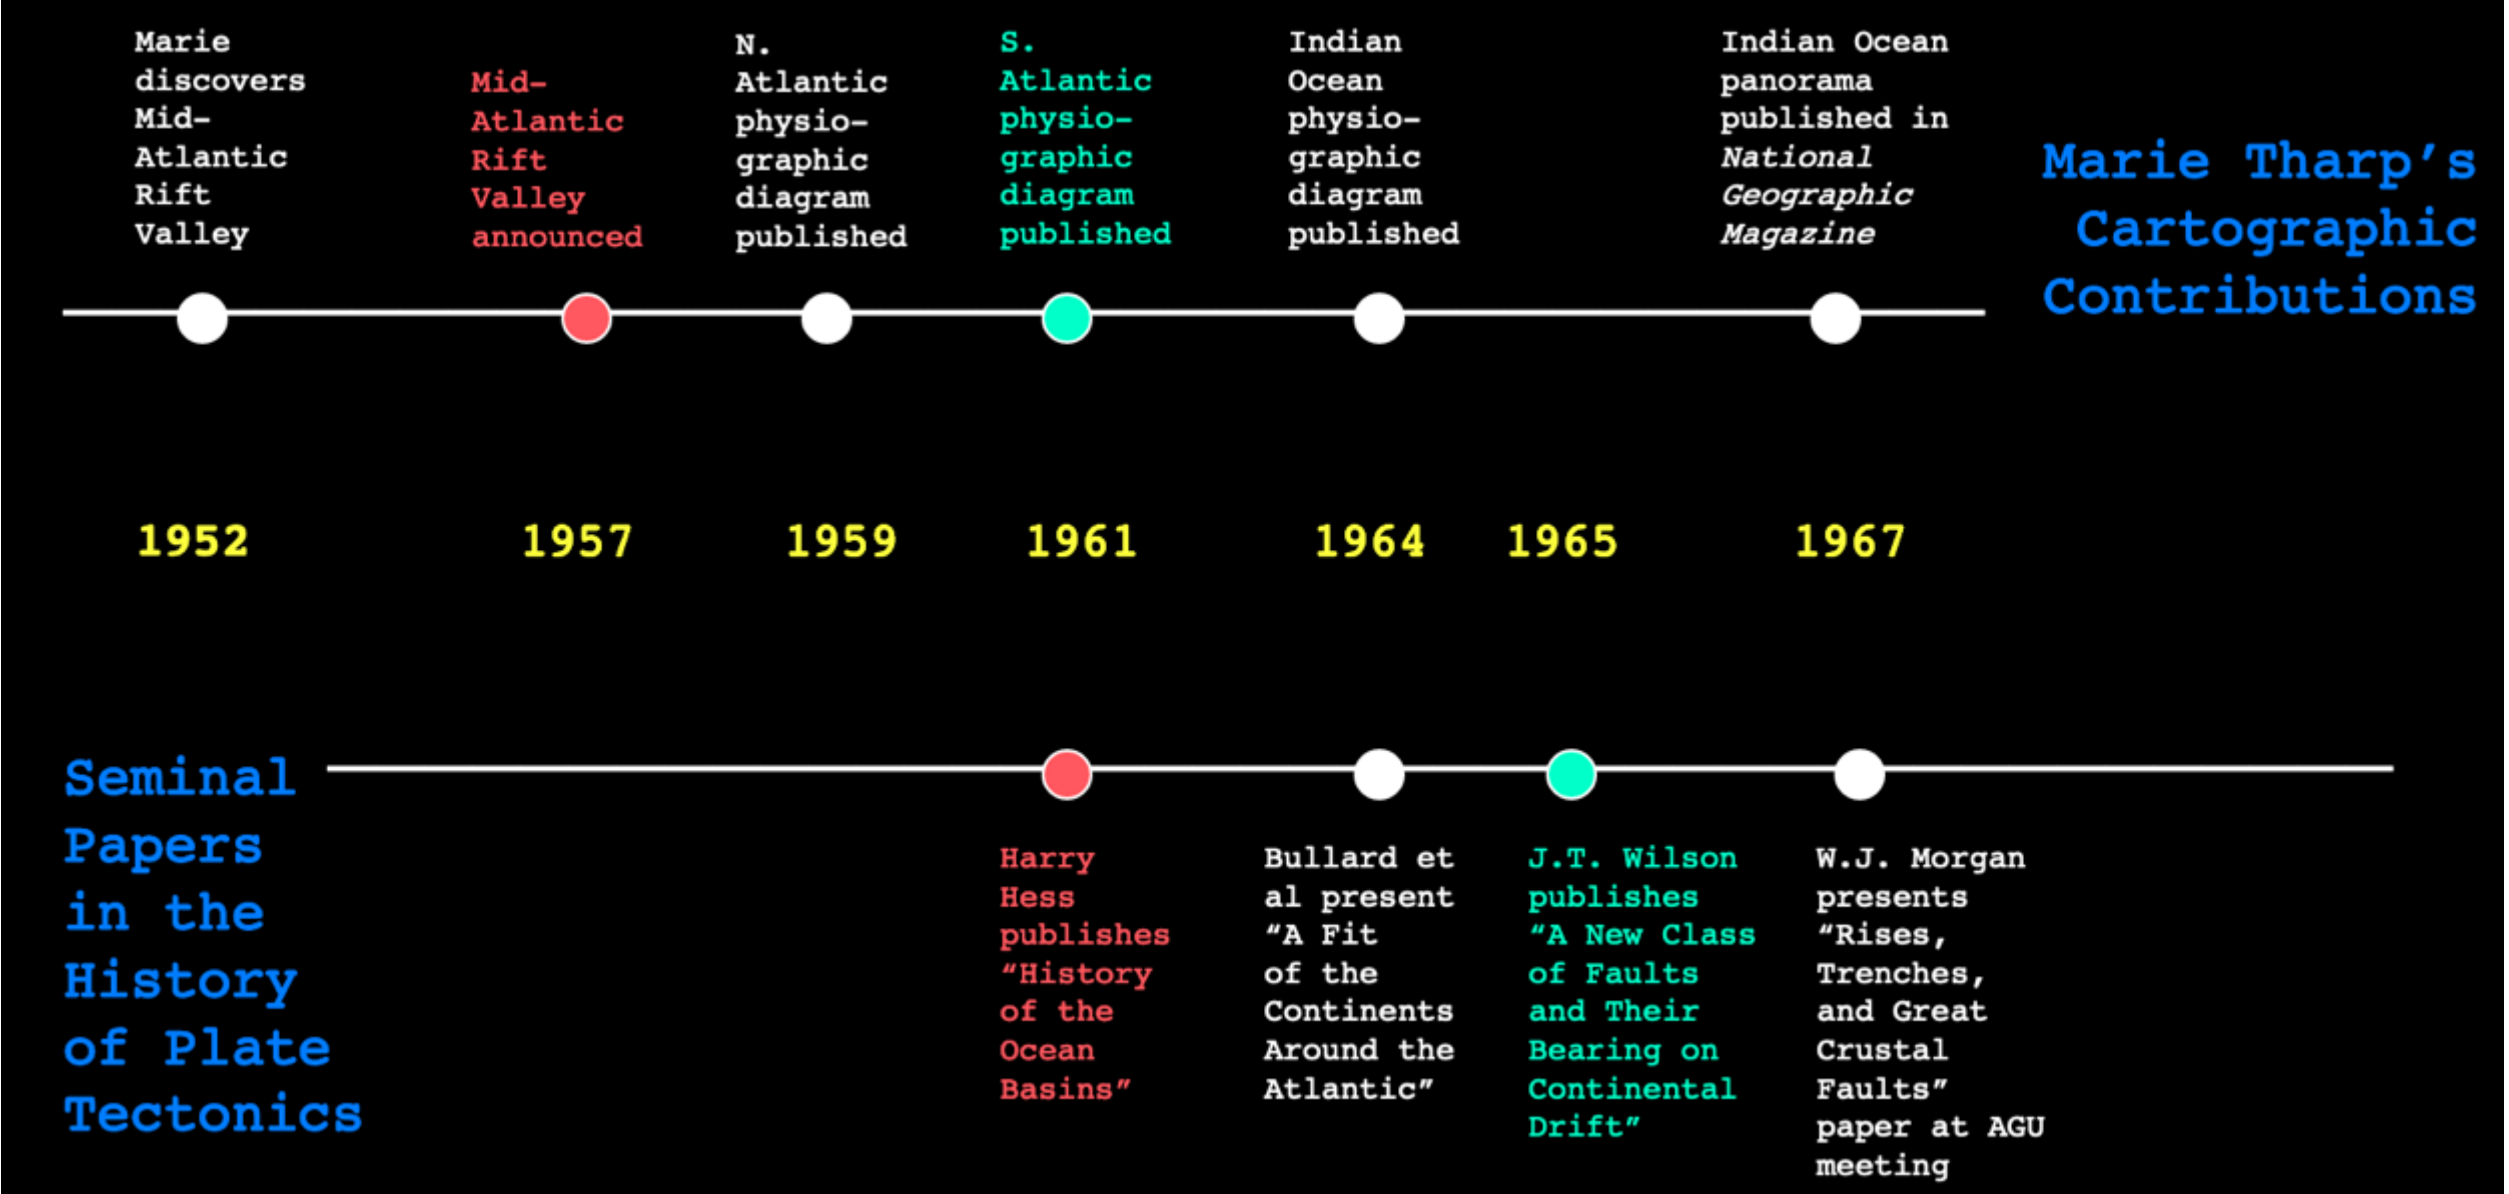 Marie
discovers
Mid-
Atlantic
Rift
Valley
Mid-
Atlantic
Rift
Valley
announced
N.
Atlantic
physio-
graphic
diagram
published
S.
Atlantic
physio-
graphic
diagram
published
Indian
Ocean
physio-
graphic
diagram
published
Indian Ocean
panorama
published in
National
Geographic
Magazine
Marie Tharp’s
Cartographic
Contributions
1952
1957
1959
1961
1964
1965
1967
Seminal
Papers
in the
History
of Plate
Tectonics
Harry
Hess
publishes
“History
of the
Ocean
Basins”
Bullard et
al present
“A Fit
of the
Continents
Around the
Atlantic”
J.T. Wilson
publishes
“A New Class
of Faults
and Their
Bearing on
Continental
Drift”
W.J. Morgan
presents
“Rises,
Trenches,
and Great
Crustal
Faults”
paper at AGU
meeting